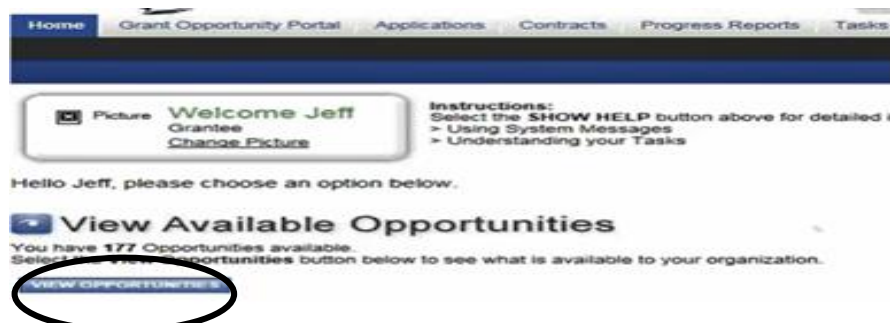 Home Grant Opportunity Portal Applications Contracts Progress Reports Tasks
Picture Welcome Jeff
Grantee
Change Picture
Instructions:
Select the SHOW HELP button above for detailed
> Using System Messages
> Understanding your Tasks
Hello Jeff, please choose an option below.
View Available Opportunities
You have 177 Opportunities available.
Select the View Opportunities button below to see what is available to your organization.
VIEW OPPORTUNITIES